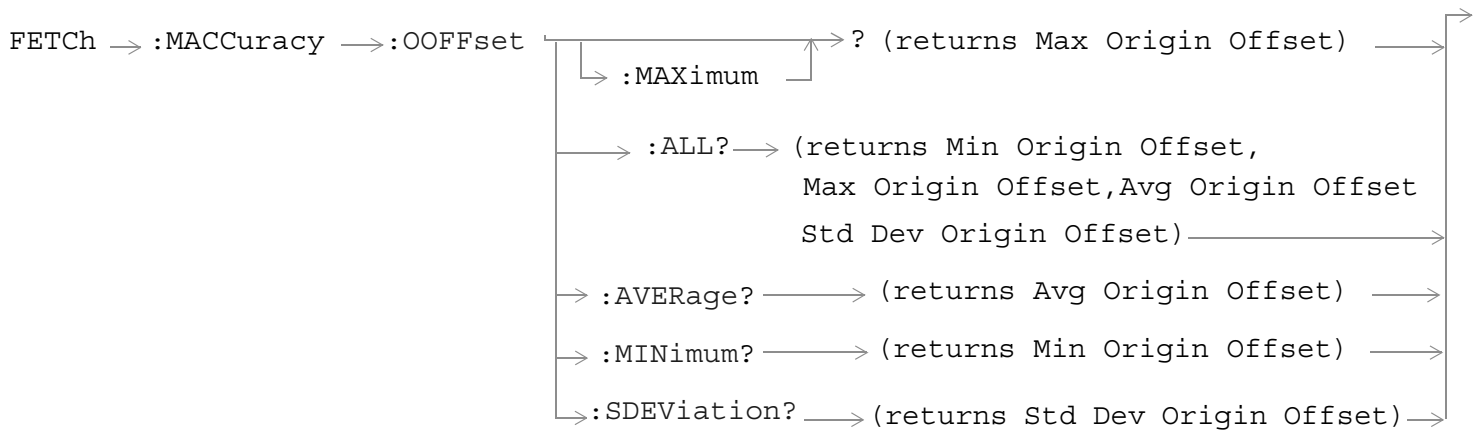 FETCh :MACCuracy :OOFFset ? (returns Max Origin Offset)
:MAXimum
:ALL? (returns Min Origin Offset,
Max Origin Offset,Avg Origin Offset
Std Dev Origin Offset)
:AVERage? (returns Avg Origin Offset)
:MINimum? (returns Min Origin Offset)
:SDEViation? (returns Std Dev Origin Offset)